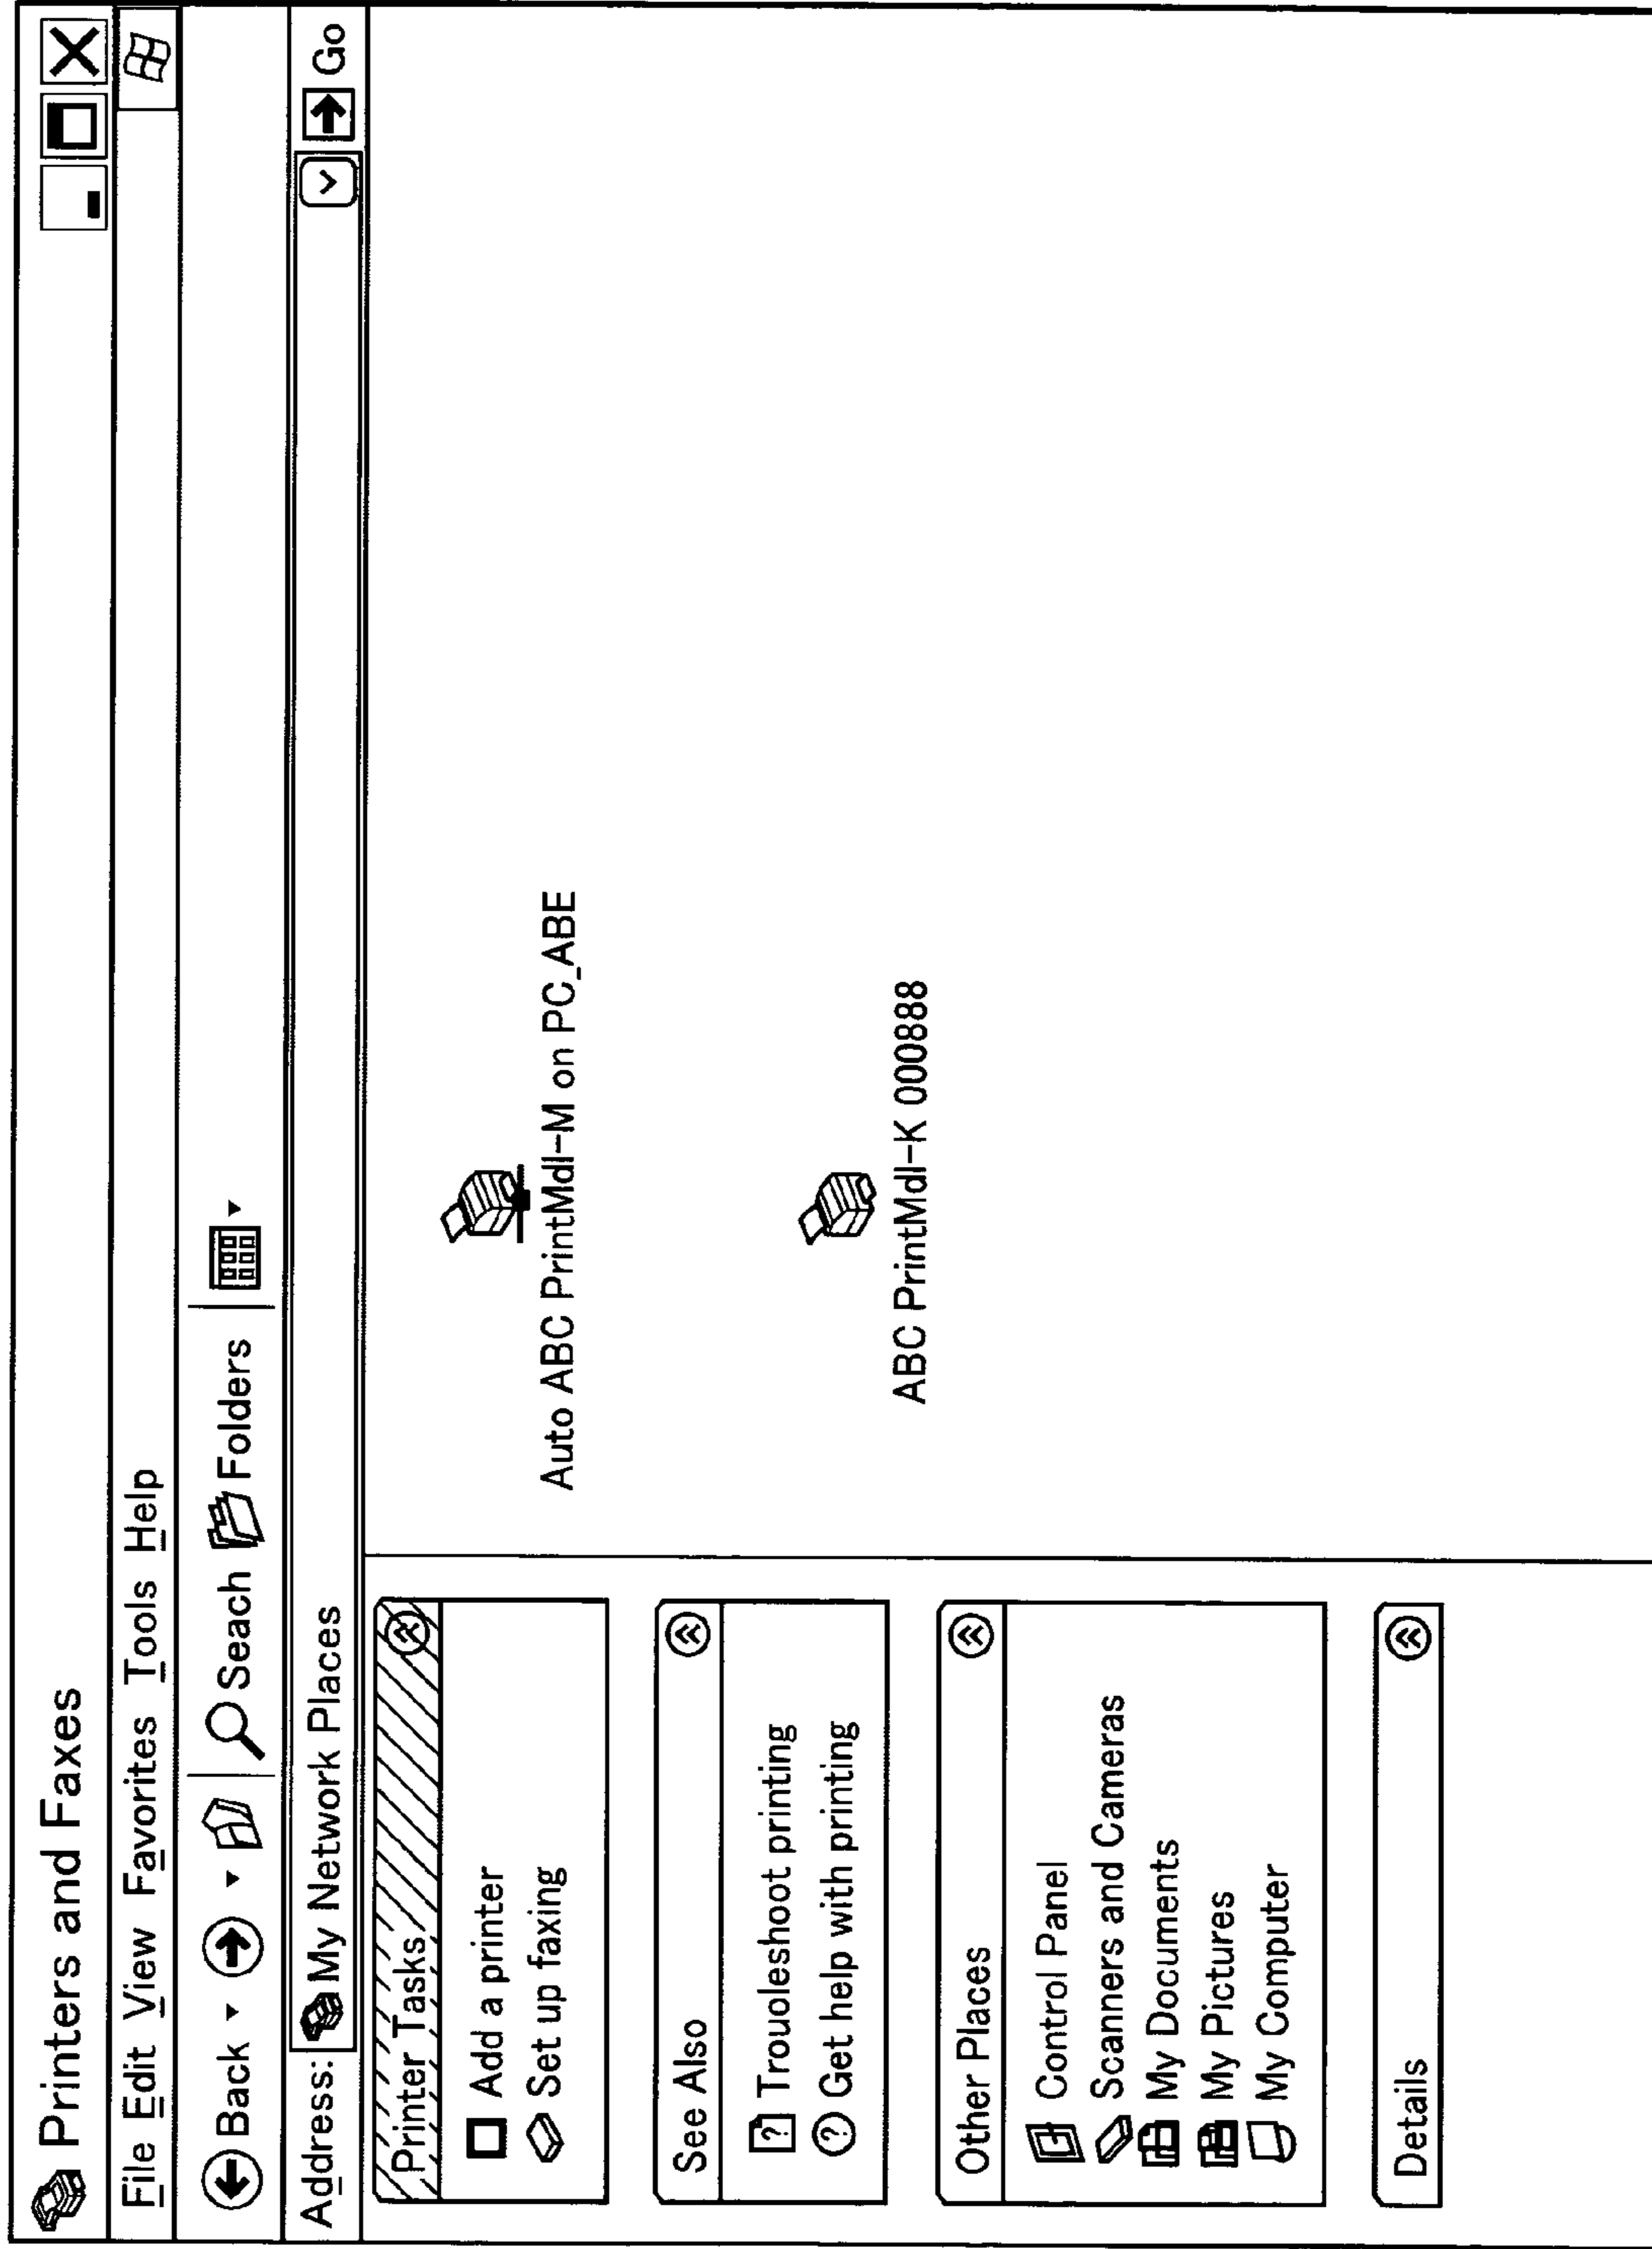 Printers and Faxes
File Edit View Favorites Tools Help
Back Seach Folders
Address: My Network Places Go
Printer Tasks
Add a printer
Set up faxing
See Also
Trouoleshoot printing
Get help with printing
Other Places
Control Panel
Scanners and Cameras
My Documents
My Pictures
My Computer
Details
Auto ABC PrintMdl-M on PC_ABE
ABC PrintMdl-K 000888